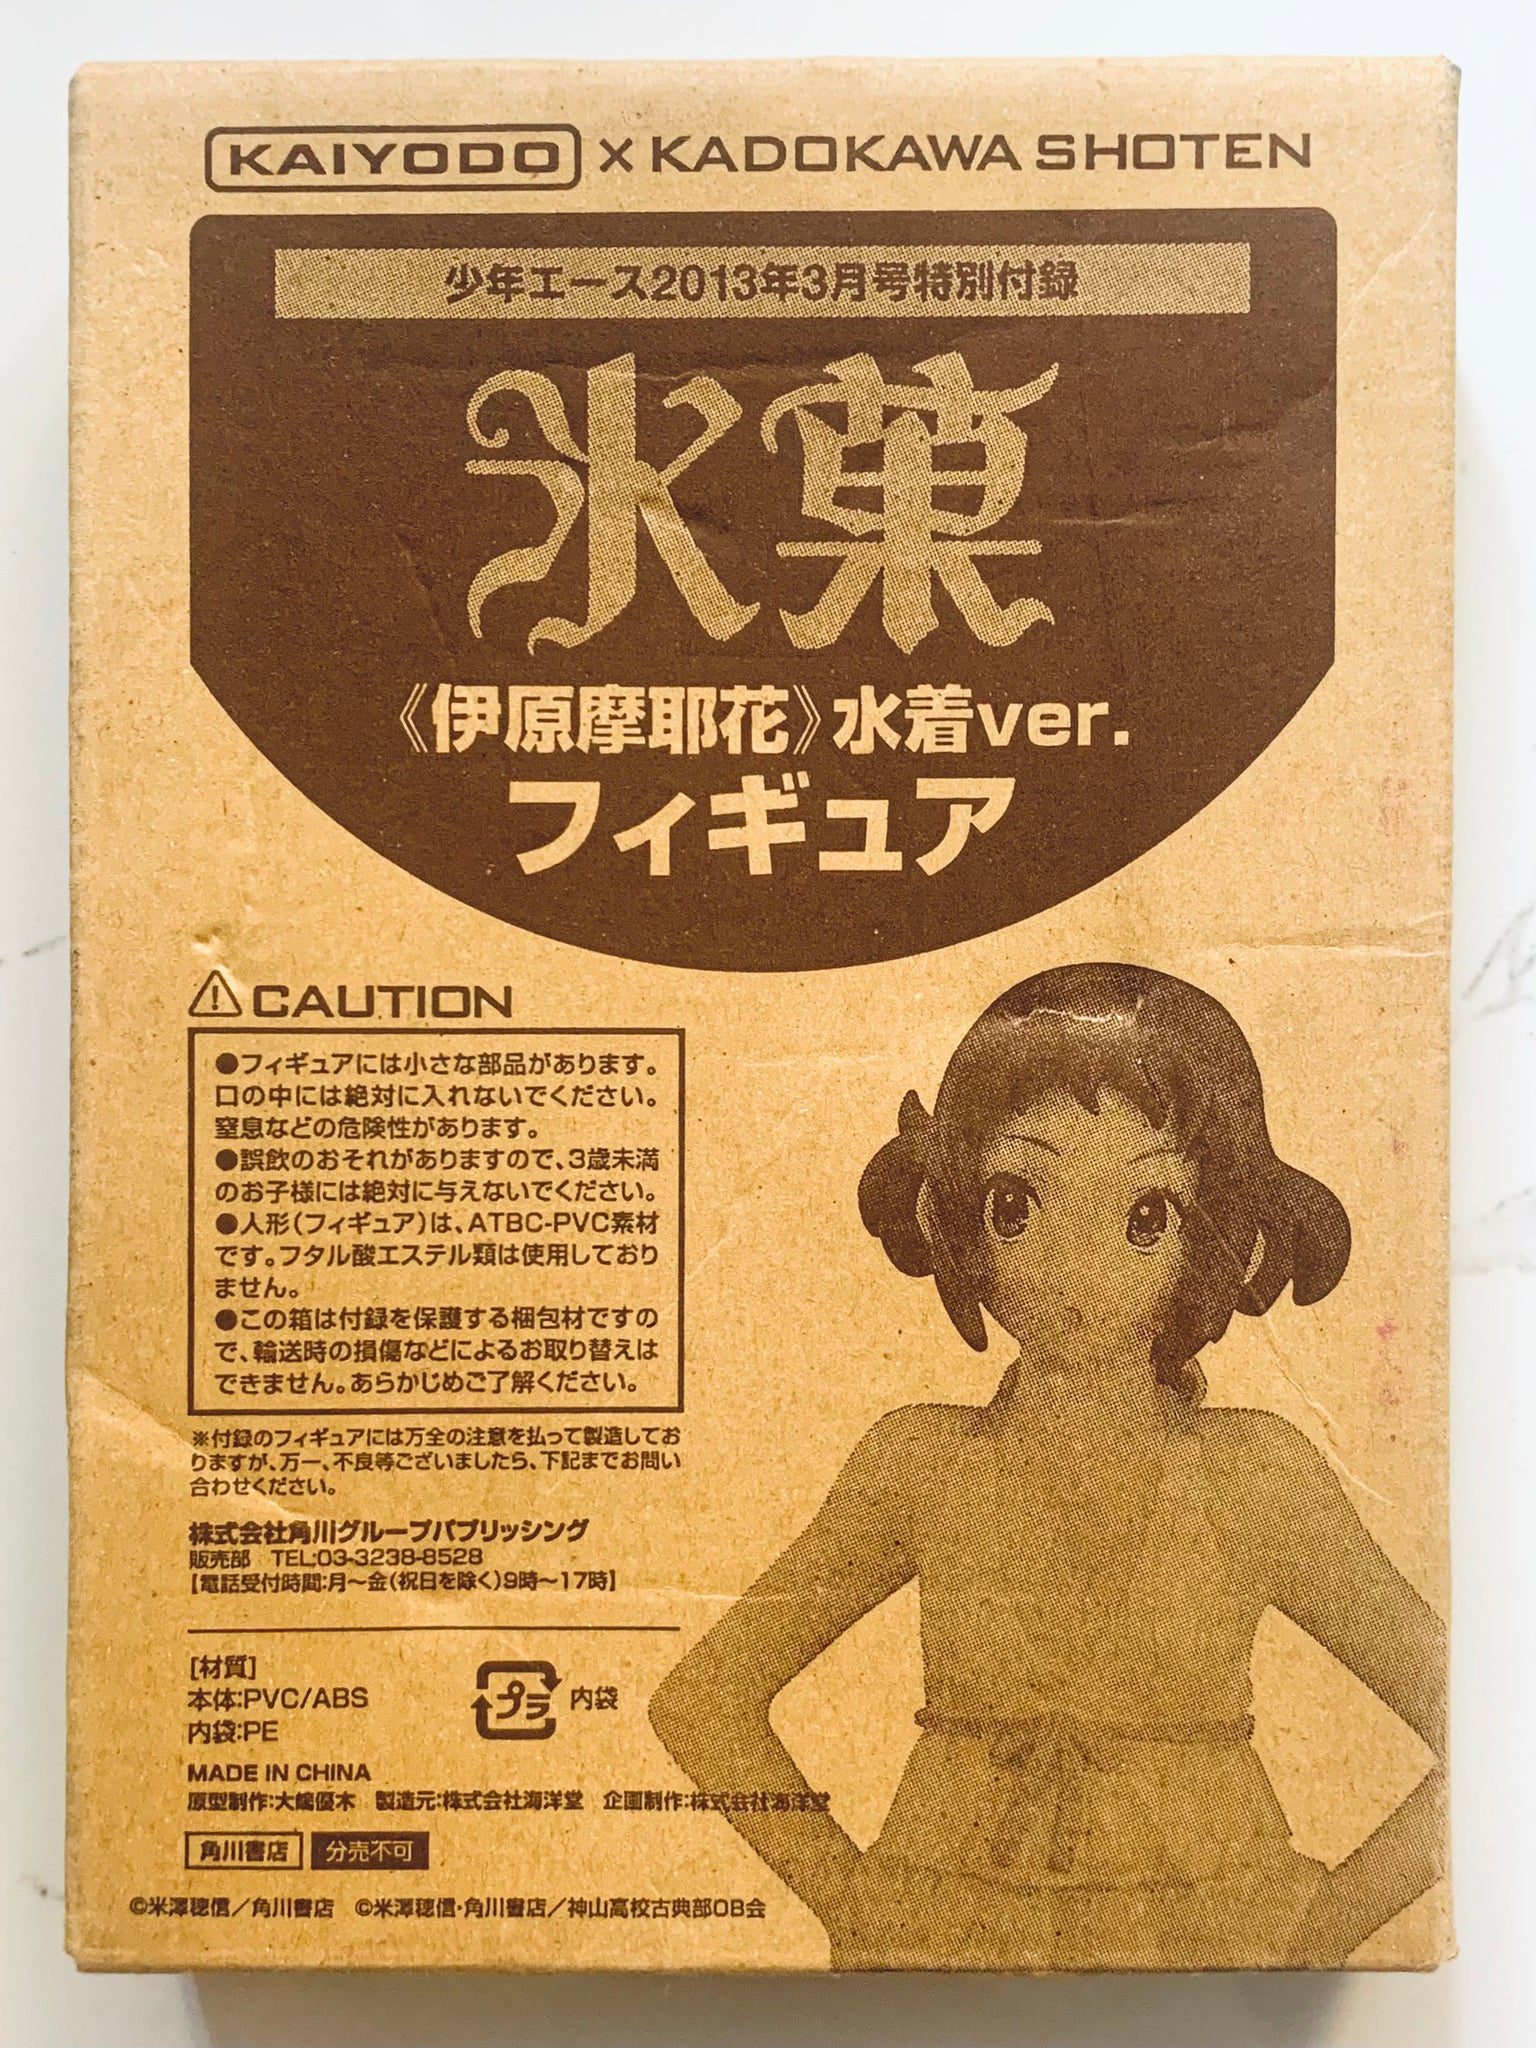 KAIYODO × KADOKAWA SHOTEN
少年エース2013年3月号特別付録
氷菓
《伊原摩耶花》水着ver.
フィギュア
CAUTION
●フィギュアには小さな部品があります。
口の中には絶対に入れないでください。
窒息などの危険性があります。
●誤飲のおそれがありますので、3歳未満
のお子様には絶対に与えないでください。
●人形（フィギュア）は、ATBC-PVC素材
です。フタル酸エステル類は使用しており
ません。
●この箱は付録を保護する梱包材ですの
で、輸送時の損傷などによるお取り替えは
できません。あらかじめご了解ください。
※付録のフィギュアには万全の注意を払って製造してお
りますが、万一、不良等ございましたら、下記までお問い
合わせください。
株式会社角川グループパブリッシング
販売部　TEL:03-3238-8528
【電話受付時間:月～金(祝日を除く)9時～17時】
[材質]
本体:PVC/ABS
内袋:PE
プラ 内袋
MADE IN CHINA
原型制作:大嶋優木　製造元:株式会社海洋堂　企画制作:株式会社海洋堂
角川書店 分売不可
©米澤穂信／角川書店　©米澤穂信・角川書店／神山高校古典部OB会